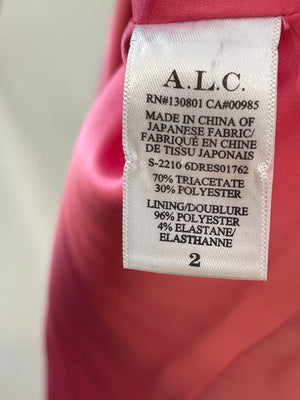 A.L.C.
RN#130801 CA#00985
MADE IN CHINA OF
JAPANESE FABRIC/
FABRIQUÉ EN CHINE
DE TISSU JAPONAIS
S-2210 6DRES01762
70% TRIACETATE
30% POLYESTER
LINING/DOUBLURE
96% POLYESTER
4% ELASTANE/
ELASTHANNE
2